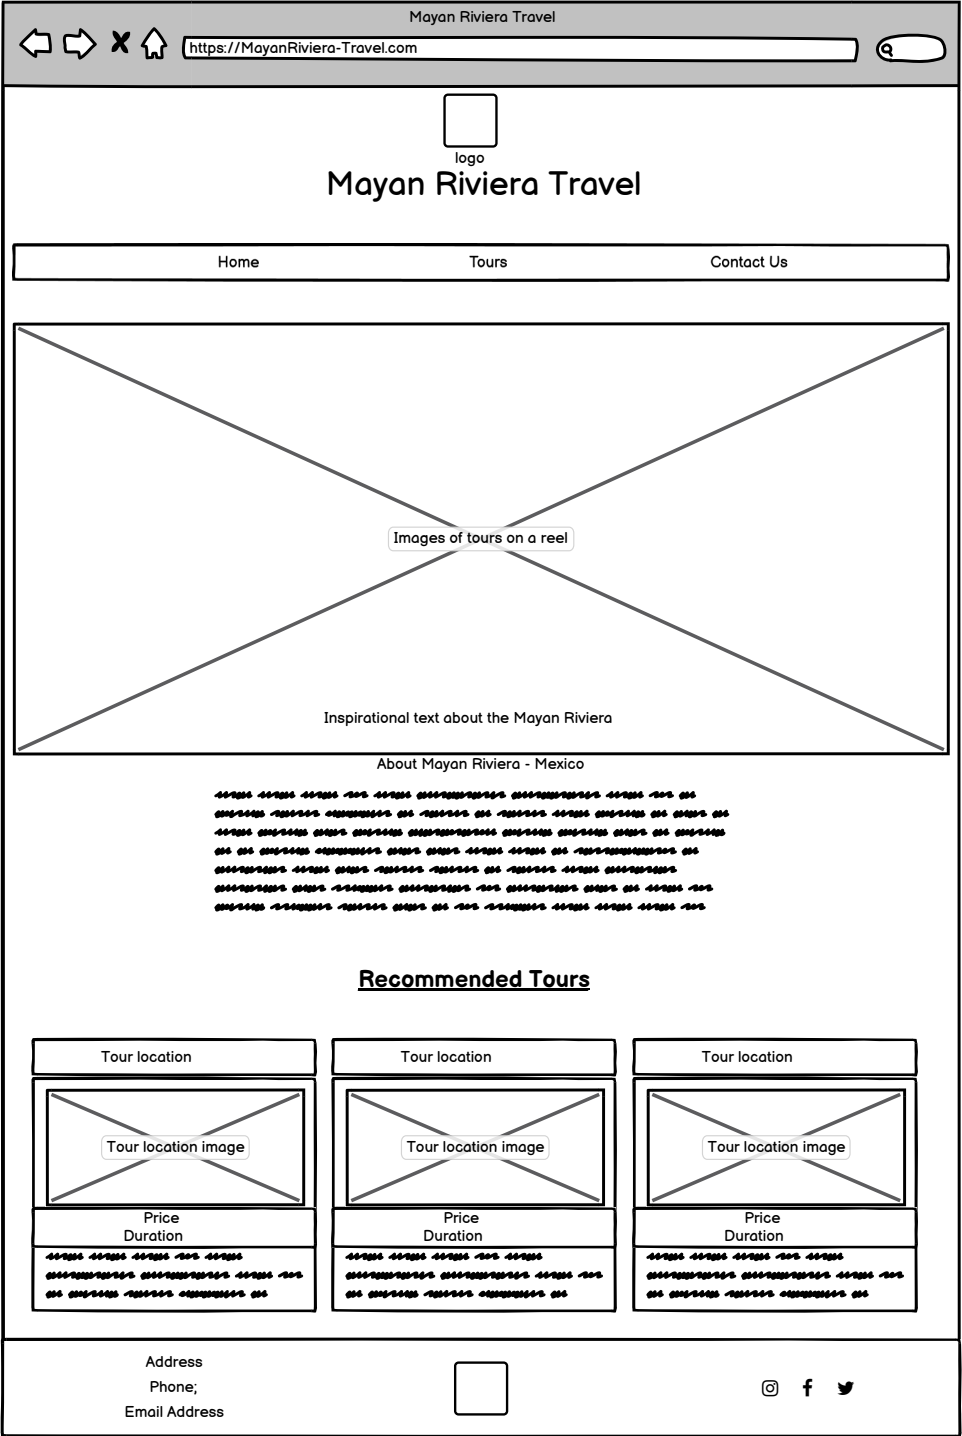 Mayan Riviera Travel
https://MayanRiviera-Travel.com
logo
Mayan Riviera Travel
Home Tours Contact Us
Images of tours on a reel
Inspirational text about the Mayan Riviera
About Mayan Riviera - Mexico
Recommended Tours
Tour location Tour location Tour location
Tour location image Tour location image Tour location image
Price Price Price
Duration Duration Duration
Address
Phone;
Email Address